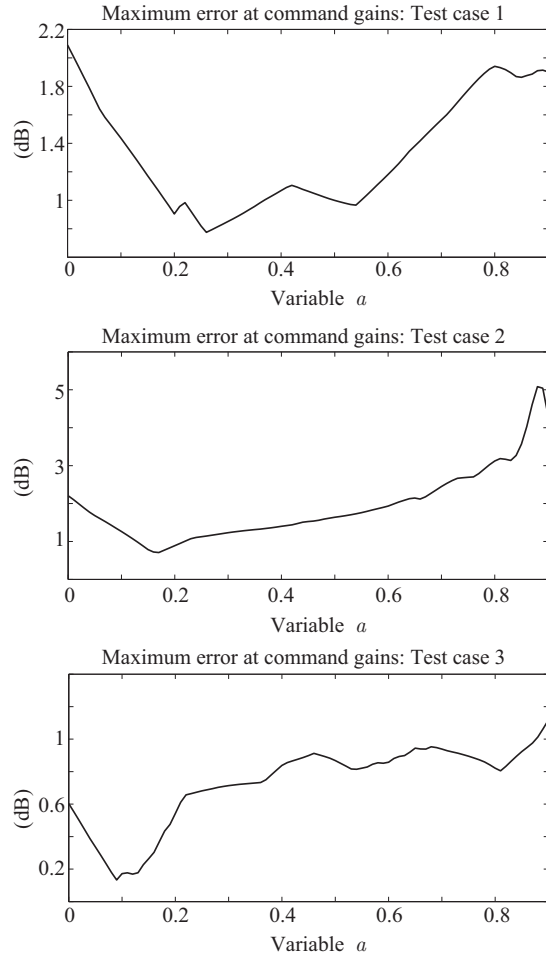 Maximum error at command gains: Test case 1
2.2
1.8
1.4
1
(dB)
0 0.2 0.4 0.6 0.8
Variable a
Maximum error at command gains: Test case 2
5
3
1
(dB)
0 0.2 0.4 0.6 0.8
Variable a
Maximum error at command gains: Test case 3
1
0.6
0.2
(dB)
0 0.2 0.4 0.6 0.8
Variable a